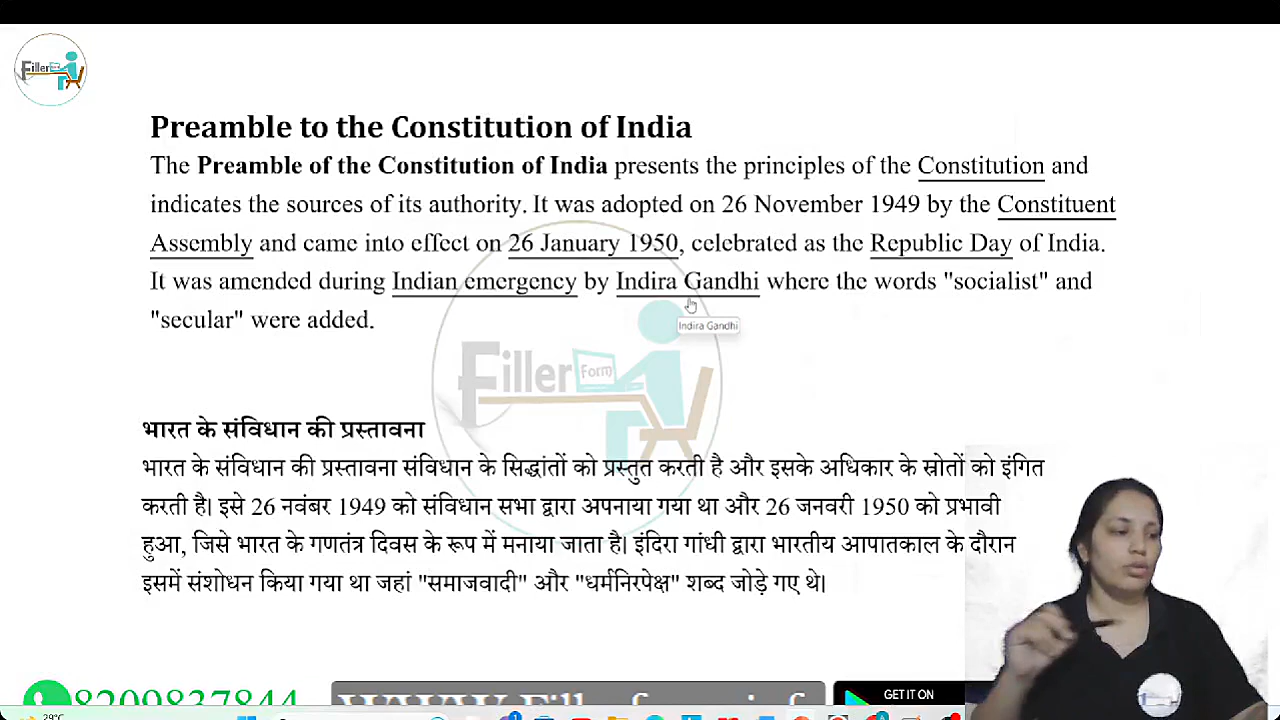 Filler
Preamble to the Constitution of India
The Preamble of the Constitution of India presents the principles of the Constitution and
indicates the sources of its authority. It was adopted on 26 November 1949 by the Constituent
Assembly and came into effect on 26 January 1950, celebrated as the Republic Day of India.
It was amended during Indian emergency by Indira Gandhi where the words "socialist" and
"secular" were added.
Indira Gandhi
Filler Form
भारत के संविधान की प्रस्तावना
भारत के संविधान की प्रस्तावना संविधान के सिद्धांतों को प्रस्तुत करती है और इसके अधिकार के स्रोतों को इंगित
करती है। इसे 26 नवंबर 1949 को संविधान सभा द्वारा अपनाया गया था और 26 जनवरी 1950 को प्रभावी
हुआ, जिसे भारत के गणतंत्र दिवस के रूप में मनाया जाता है। इंदिरा गांधी द्वारा भारतीय आपातकाल के दौरान
इसमें संशोधन किया गया था जहां "समाजवादी" और "धर्मनिरपेक्ष" शब्द जोड़े गए थे।
8209837844
GET IT ON
29°C